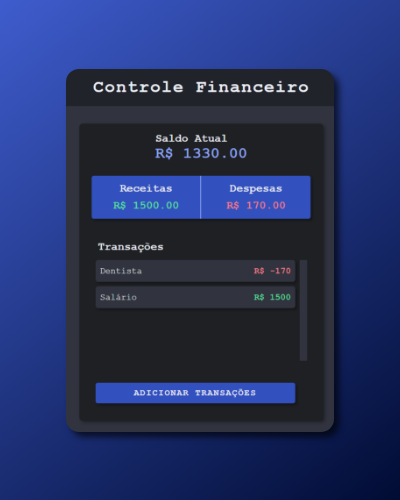 Controle Financeiro
Saldo Atual
R$ 1330.00
Receitas Despesas
R$ 1500.00 R$ 170.00
Transações
Dentista R$ -170
Salário R$ 1500
ADICIONAR TRANSAÇÕES